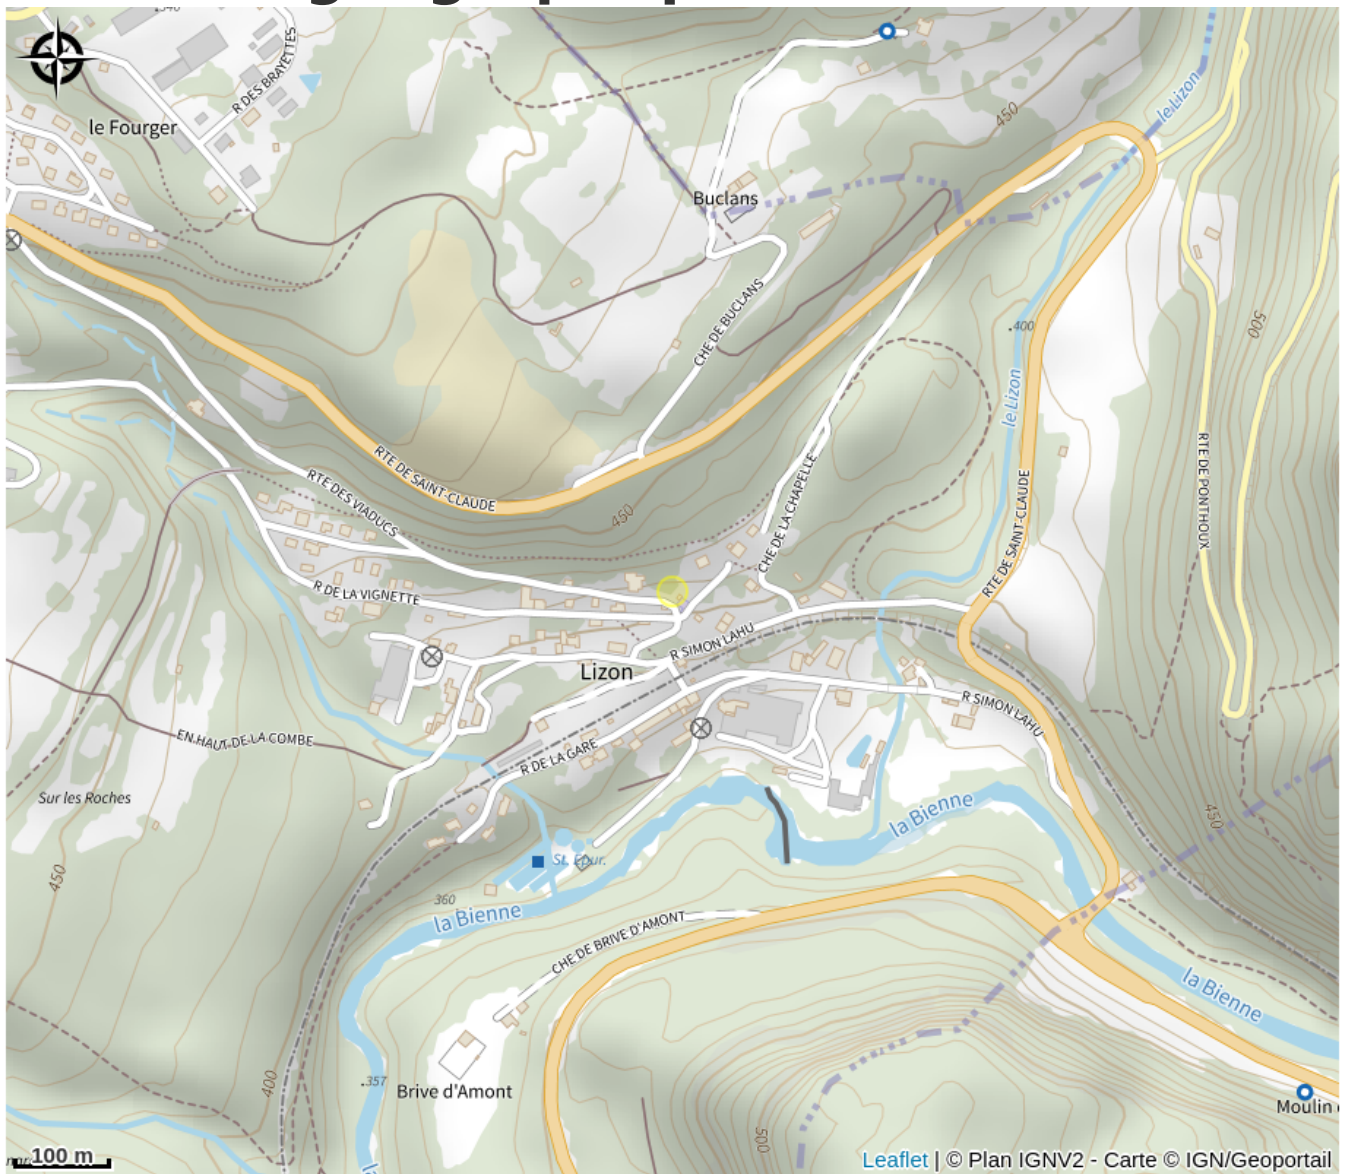 R DES BRAYETTES
le Fourger
450
le Lizon
Buclans
CHE DE BUCLANS
.400
500
le Lizon
RTE DE SAINT-CLAUDE
RTE DES VIADUCS
450
CHE DE LA CHAPELLE
RTE DE PONTHOUX
RTE DE SAINT-CLAUDE
R DE LA VIGNETTE
R SIMON LAHU
Lizon
R SIMON LAHU
EN HAUT DE LA COMBE
R DE LA GARE
Sur les Roches
la Bienne
450
St. Epur.
450
360
la Bienne
CHE DE BRIVE D'AMONT
la Bienne
400
.357
Brive d'Amont
Moulin
500
100 m
la
Leaflet | © Plan IGNV2 - Carte © IGN/Geoportail